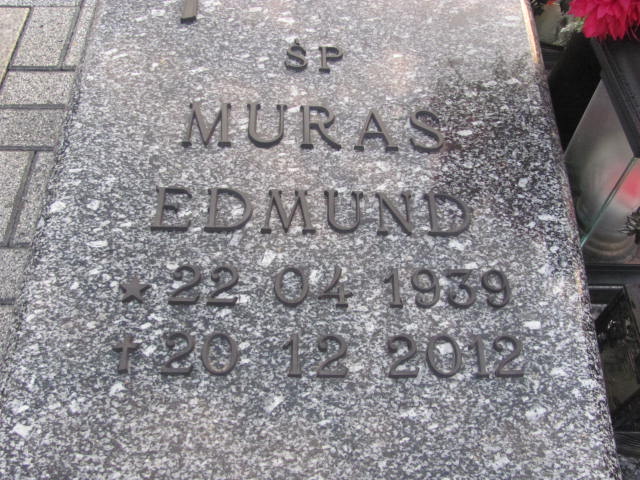 ŚP
MURAS
EDMUND
★ 22 04 1939
✝ 20 12 2012